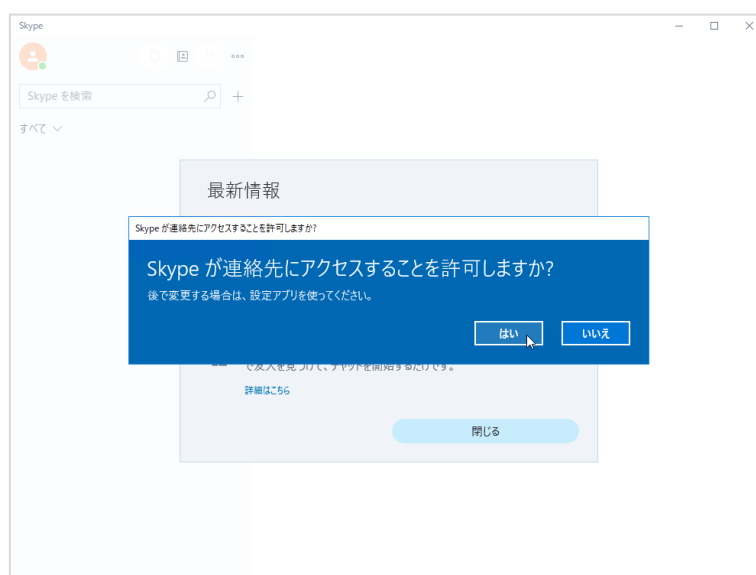 Skype
Skype を検索
すべて
最新情報
Skype が連絡先にアクセスすることを許可しますか?
Skype が連絡先にアクセスすることを許可しますか?
後で変更する場合は、設定アプリを使ってください。
はい
いいえ
で友人を見つけて、チャットを開始するだけです。
詳細はこちら
閉じる